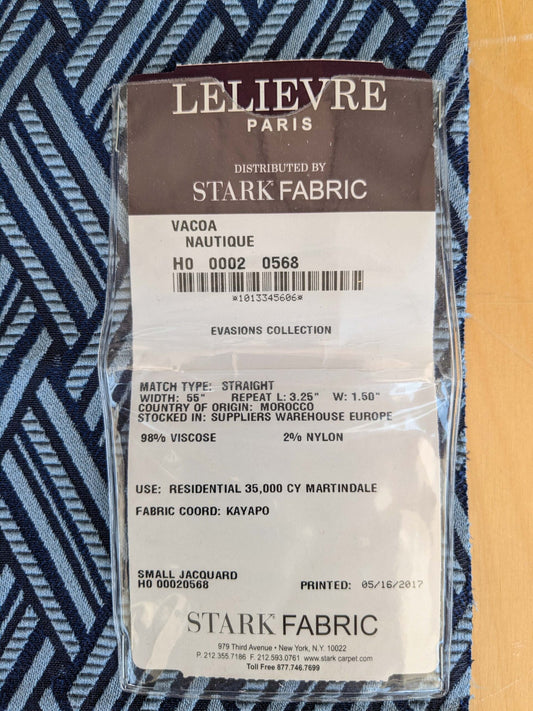 LELIEVRE
PARIS
DISTRIBUTED BY
STARK FABRIC
VACOA
NAUTIQUE
H0 0002 0568
*1013345606*
EVASIONS COLLECTION
MATCH TYPE: STRAIGHT
WIDTH: 55" REPEAT L: 3.25" W: 1.50"
COUNTRY OF ORIGIN: MOROCCO
STOCKED IN: SUPPLIERS WAREHOUSE EUROPE
98% VISCOSE 2% NYLON
USE: RESIDENTIAL 35,000 CY MARTINDALE
FABRIC COORD: KAYAPO
SMALL JACQUARD
H0 00020568 PRINTED: 05/16/2017
STARK FABRIC
979 Third Avenue • New York, N.Y. 10022
P. 212.355.7186 F. 212.593.0761 www.stark carpet.com
Toll Free 877.746.7699